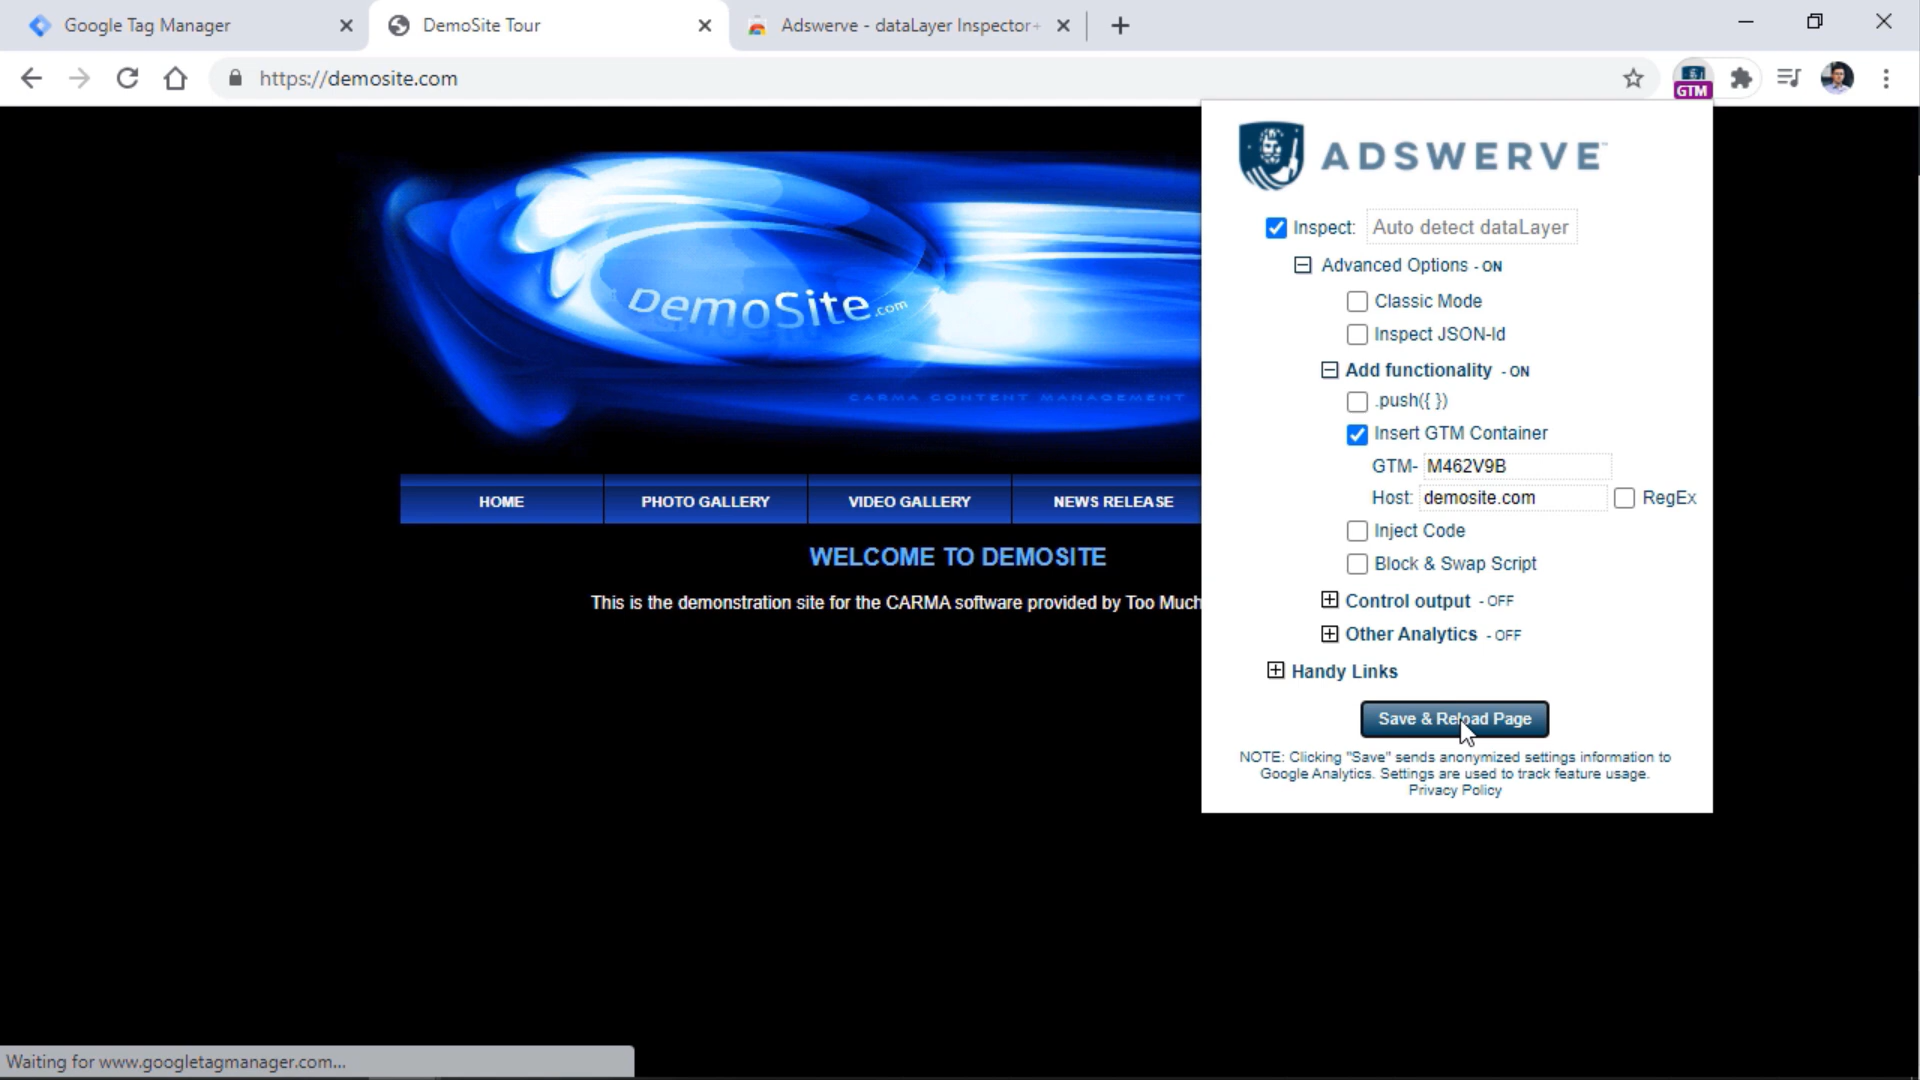 Google Tag Manager
DemoSite Tour
Adswerve - dataLayer Inspector+
https://demosite.com
GTM
ADSWERVE™
Inspect: Auto detect dataLayer
Advanced Options - ON
Classic Mode
Inspect JSON-ld
Add functionality - ON
.push({ })
Insert GTM Container
GTM- M462V9B
Host: demosite.com RegEx
Inject Code
Block & Swap Script
Control output - OFF
Other Analytics - OFF
Handy Links
Save & Reload Page
NOTE: Clicking "Save" sends anonymized settings information to
Google Analytics. Settings are used to track feature usage.
Privacy Policy
DemoSite.com
CARMA CONTENT MANAGEMENT
HOME PHOTO GALLERY VIDEO GALLERY NEWS RELEASE
WELCOME TO DEMOSITE
This is the demonstration site for the CARMA software provided by Too Much
Waiting for www.googletagmanager.com...